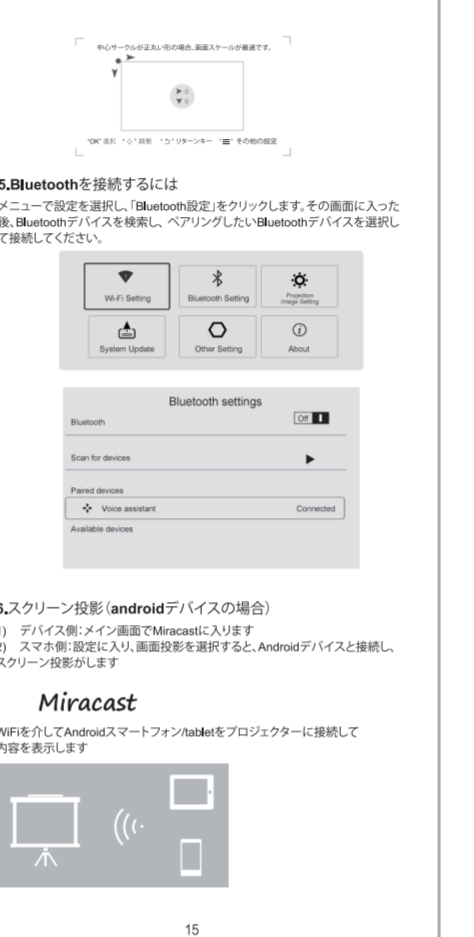 中心サークルが正丸い形の場合、画面スケールが最適です。
▶ 0
▼ 0
"OK" 選択 "✧" 調整 "⮌" リターンキー "☰" その他の設定
5.Bluetoothを接続するには
メニューで設定を選択し、「Bluetooth設定」をクリックします。その画面に入った
後、Bluetoothデバイスを検索し、ペアリングしたいBluetoothデバイスを選択し
て接続してください。
Wi-Fi Setting Bluetooth Setting Projection Image Setting
System Update Other Setting About
Bluetooth settings
Bluetooth Off
Scan for devices
Paired devices
Voice assistant Connected
Available devices
6.スクリーン投影（androidデバイスの場合）
1) デバイス側：メイン画面でMiracastに入ります
2) スマホ側：設定に入り、画面投影を選択すると、Androidデバイスと接続し、
スクリーン投影がします
Miracast
WiFiを介してAndroidスマートフォン/tabletをプロジェクターに接続して
内容を表示します
15